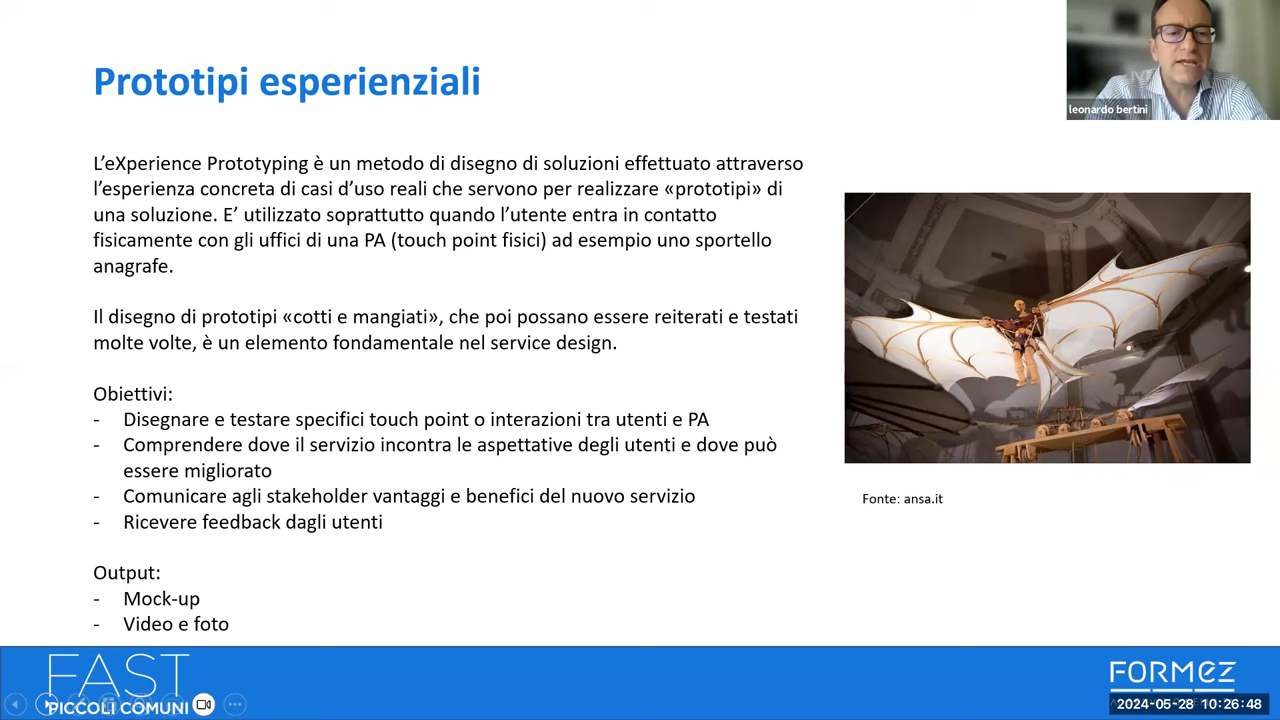 Prototipi esperienziali
leonardo bertini
L’eXperience Prototyping è un metodo di disegno di soluzioni effettuato attraverso
l’esperienza concreta di casi d’uso reali che servono per realizzare «prototipi» di
una soluzione. E’ utilizzato soprattutto quando l’utente entra in contatto
fisicamente con gli uffici di una PA (touch point fisici) ad esempio uno sportello
anagrafe.
Il disegno di prototipi «cotti e mangiati», che poi possano essere reiterati e testati
molte volte, è un elemento fondamentale nel service design.
Obiettivi:
- Disegnare e testare specifici touch point o interazioni tra utenti e PA
- Comprendere dove il servizio incontra le aspettative degli utenti e dove può
essere migliorato
- Comunicare agli stakeholder vantaggi e benefici del nuovo servizio
- Ricevere feedback dagli utenti
Output:
- Mock-up
- Video e foto
Fonte: ansa.it
FAST
PICCOLI COMUNI
FORMEZ
2024-05-28 10:26:48